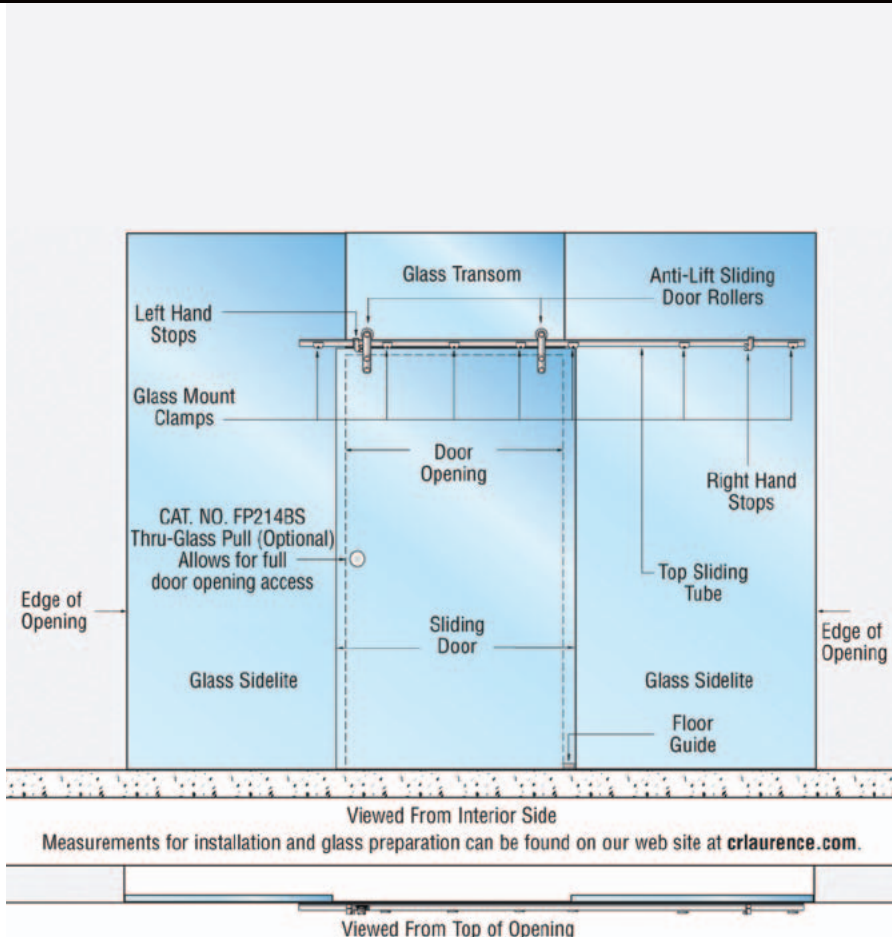 Glass Transom
Anti-Lift Sliding
Door Rollers
Left Hand
Stops
Glass Mount
Clamps
Door
Opening
Right Hand
Stops
CAT. NO. FP214BS
Thru-Glass Pull (Optional)
Allows for full
door opening access
Top Sliding
Tube
Edge of
Opening
Sliding
Door
Edge of
Opening
Glass Sidelite
Glass Sidelite
Floor
Guide
Viewed From Interior Side
Measurements for installation and glass preparation can be found on our web site at crlaurence.com.
Viewed From Top of Opening